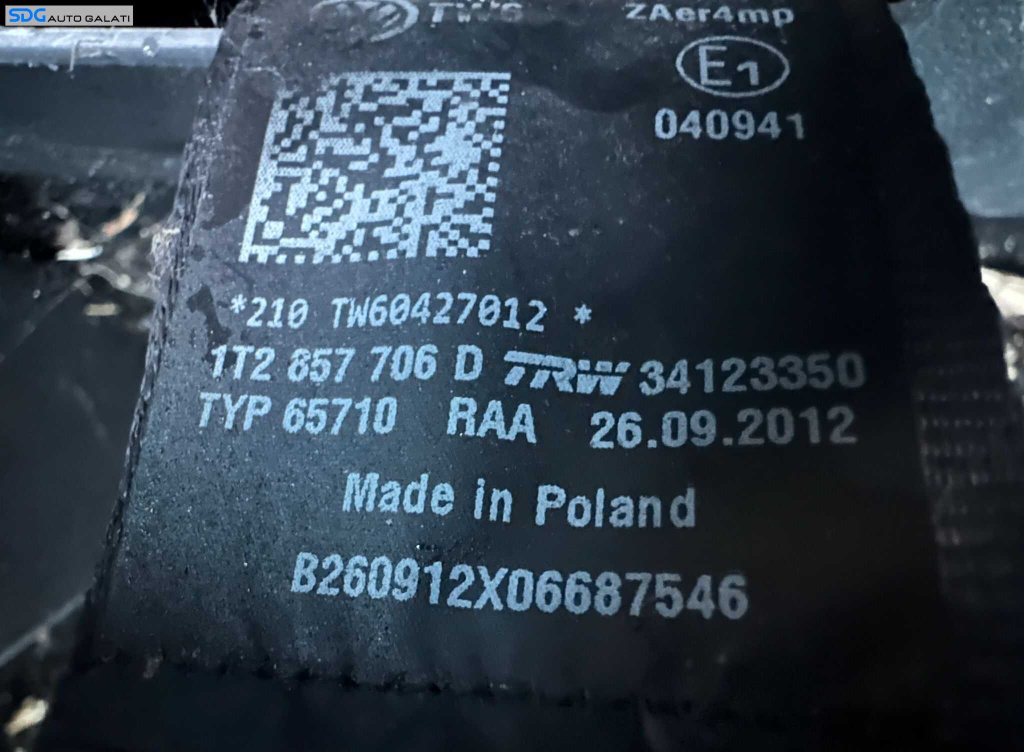 SDG AUTO GALATI
ZAer4mp
E1
040941
*210 TW60427012 *
1T2 857 706 D TRW 34123350
TYP 65710 RAA 26.09.2012
Made in Poland
B260912X06687546